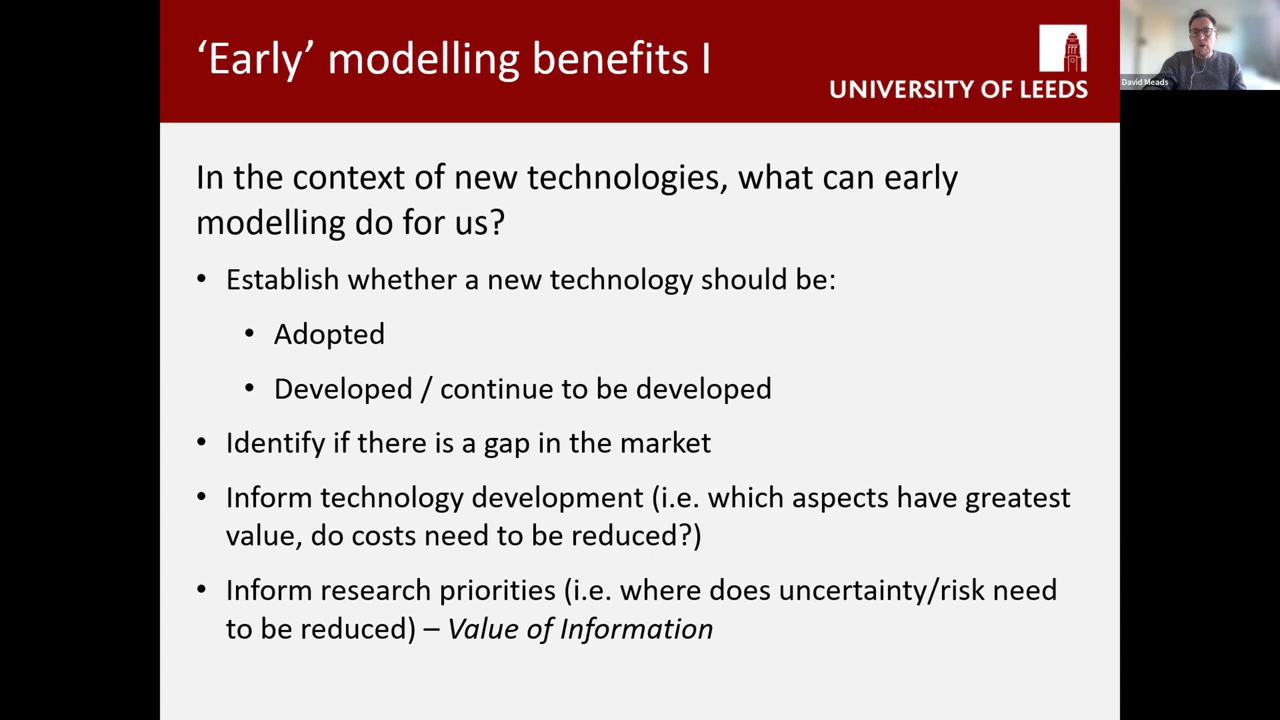 ‘Early’ modelling benefits I
UNIVERSITY OF LEEDS
David Meads
In the context of new technologies, what can early
modelling do for us?
• Establish whether a new technology should be:
• Adopted
• Developed / continue to be developed
• Identify if there is a gap in the market
• Inform technology development (i.e. which aspects have greatest
value, do costs need to be reduced?)
• Inform research priorities (i.e. where does uncertainty/risk need
to be reduced) – Value of Information